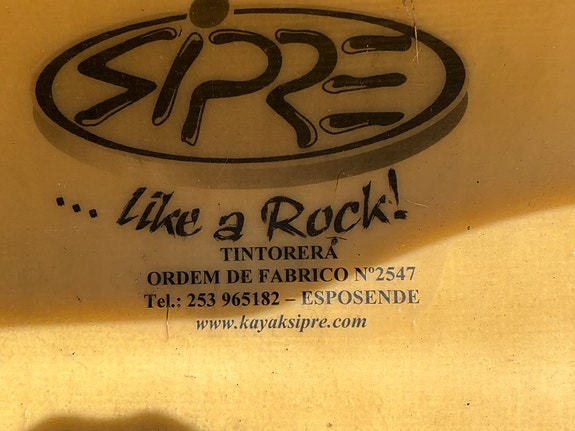 SIPRE
... like a Rock!
TINTORERA
ORDEM DE FABRICO Nº2547
Tel.: 253 965182 – ESPOSENDE
www.kayaksipre.com